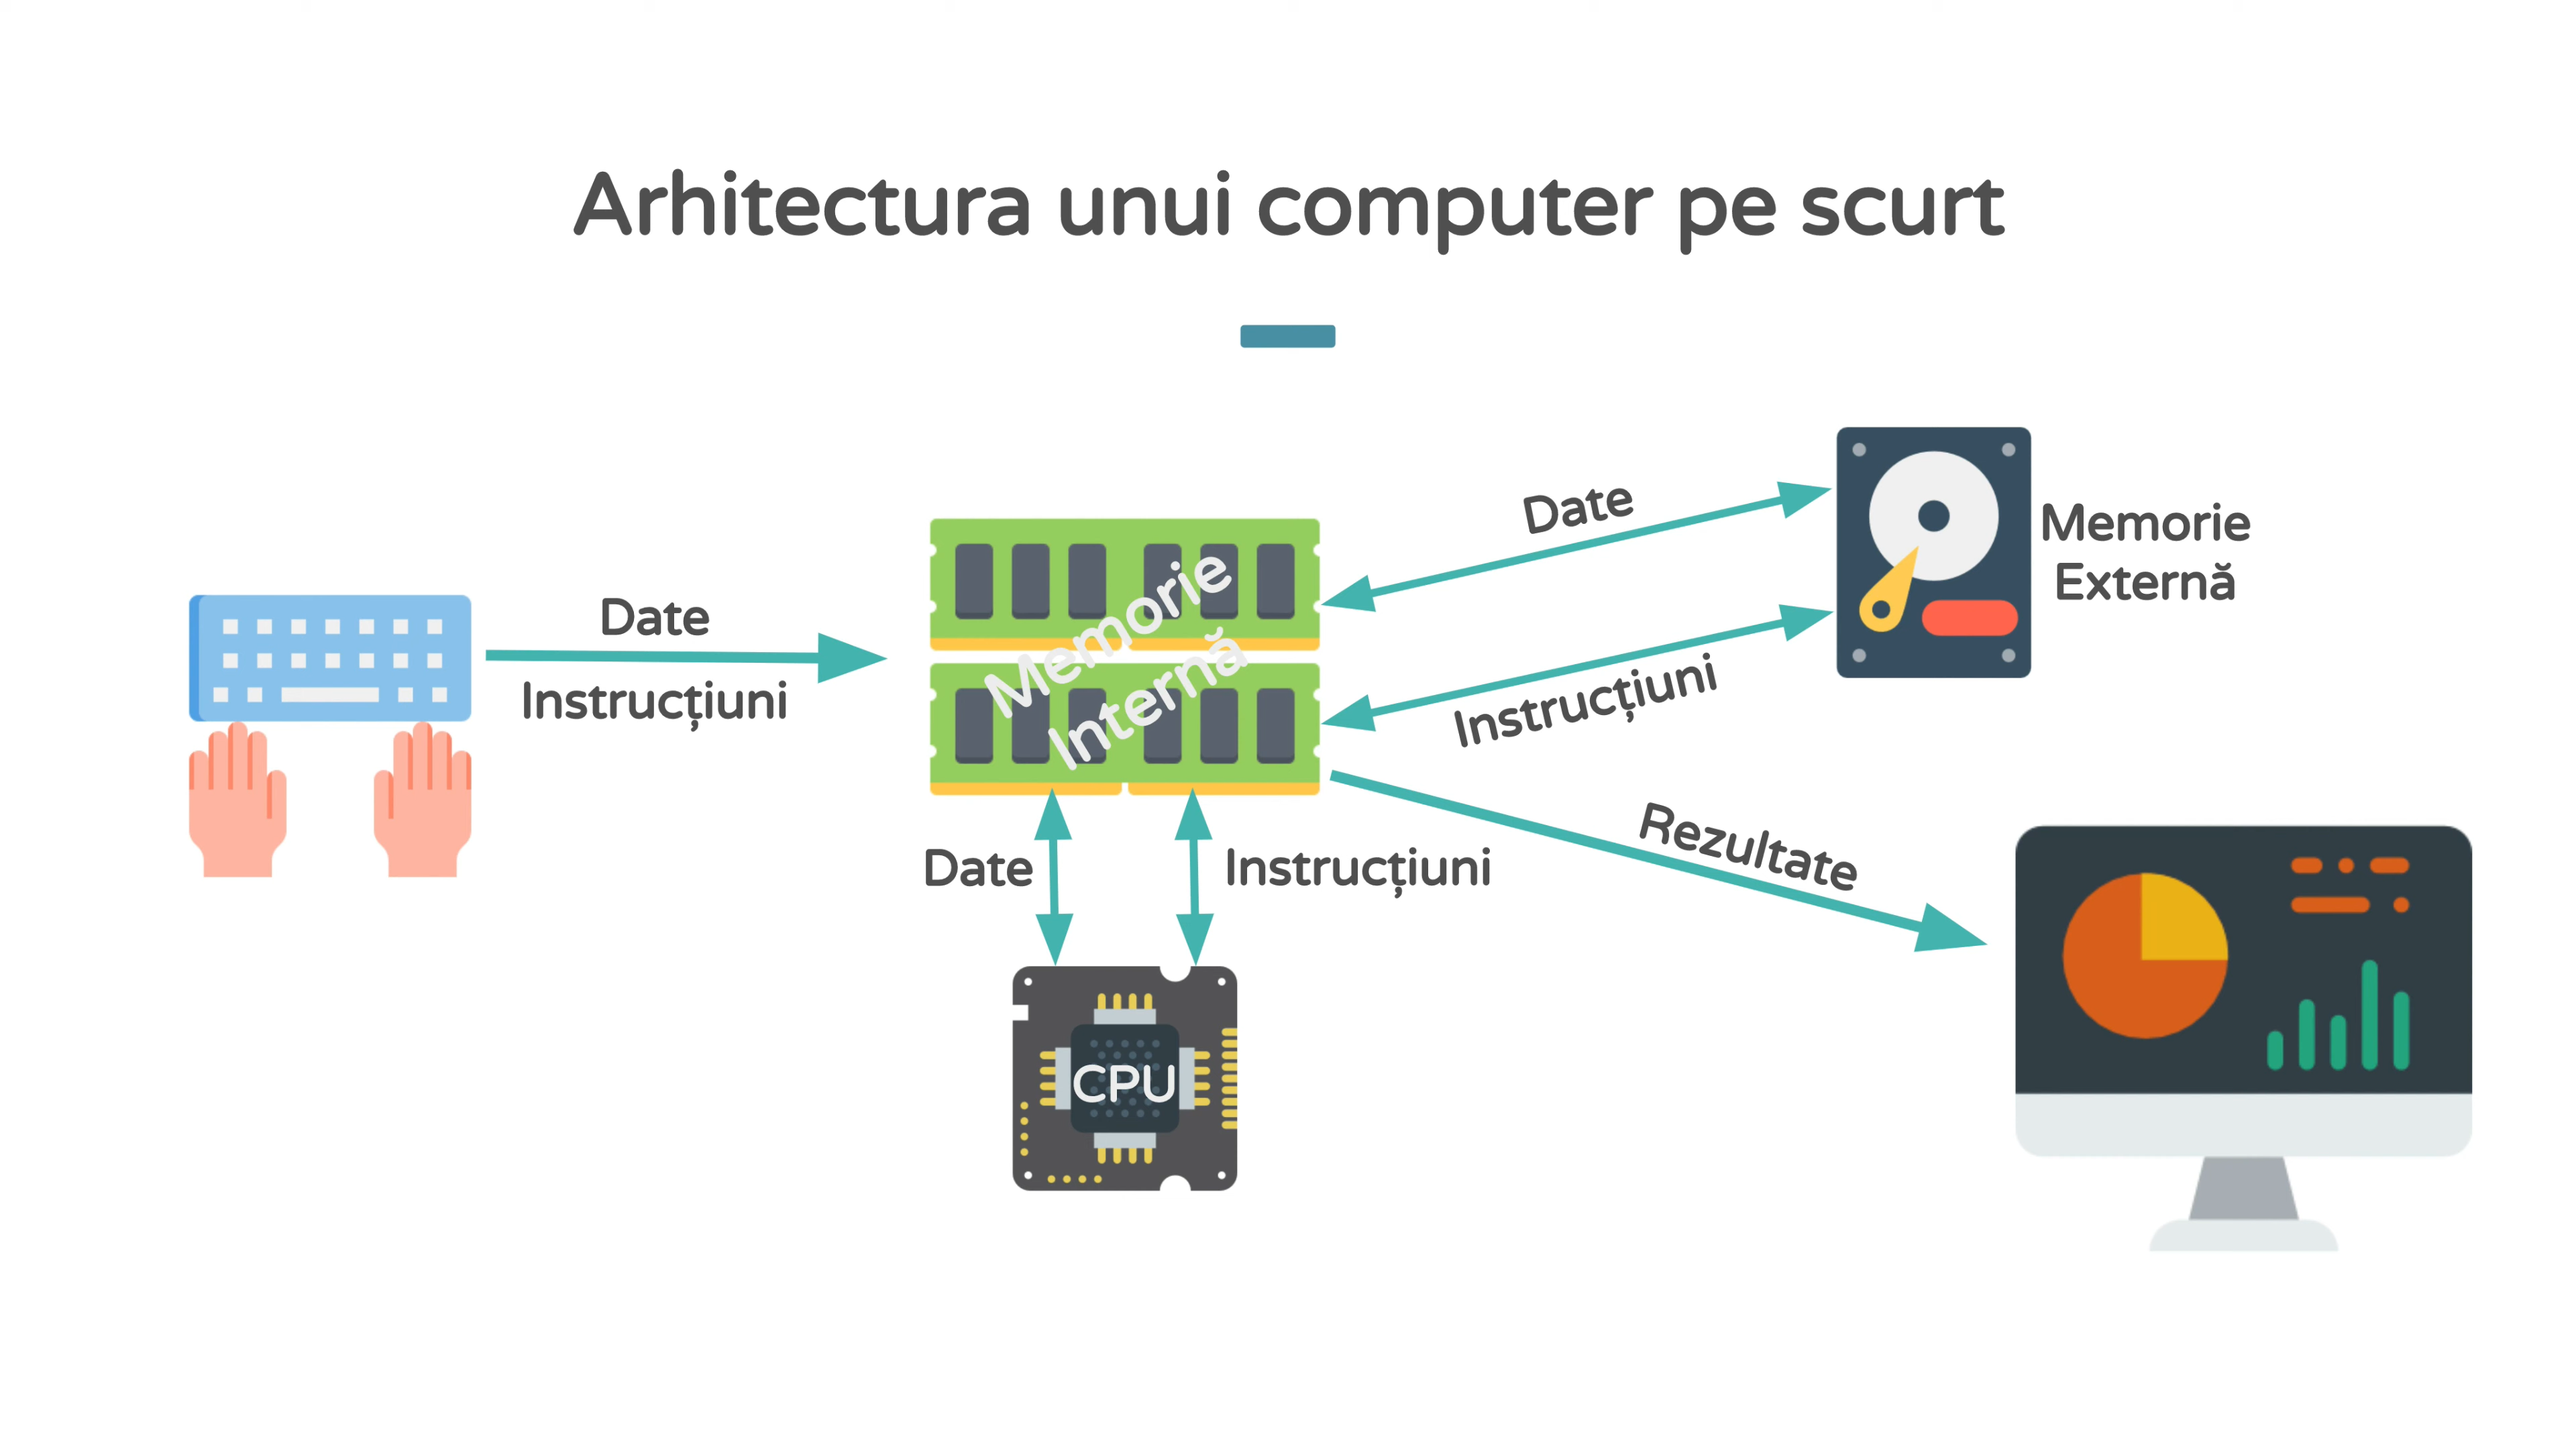 Arhitectura unui computer pe scurt
Date
Instrucțiuni
Memorie
Internă
Date
Instrucțiuni
Memorie
Externă
Date
Instrucțiuni
Rezultate
CPU